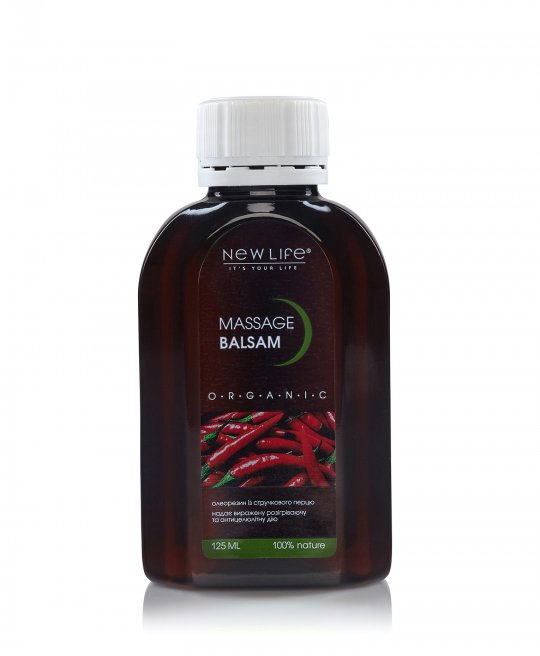 NEW LIFE®
IT'S YOUR LIFE
MASSAGE
BALSAM
O·R·G·A·N·I·C
олеорезин із стручкового перцю
надає виражену розігріваючу
та антицелюлітну дію
125 ML 100% nature